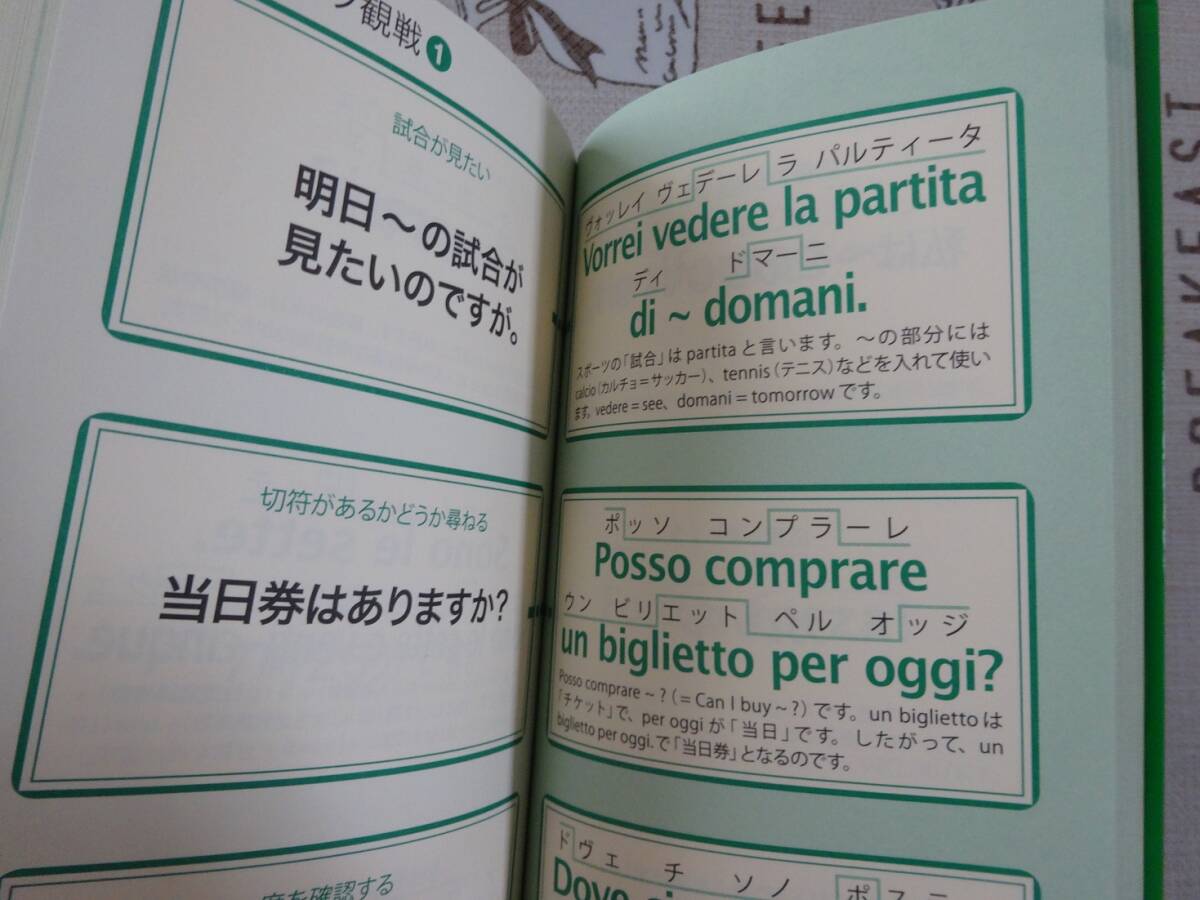 観戦❶
試合が見たい
明日～の試合が
見たいのですが。
切符があるかどうか尋ねる
当日券はありますか？
を確認する
ヴォッレイ ヴェデーレ ラ パルティータ
Vorrei vedere la partita
ディ ドマーニ
di ~ domani.
スポーツの「試合」は partita と言います。～の部分には
calcio（カルチョ＝サッカー）、tennis（テニス）などを入れて使い
ます。vedere = see、domani = tomorrow です。
ポッソ コンプラーレ
Posso comprare
ウン ビリエット ペル オッジ
un biglietto per oggi?
Posso comprare ~ ? (= Can I buy ~ ?) です。un biglietto は
「チケット」で、per oggi が「当日」です。したがって、un
biglietto per oggi. で「当日券」となるのです。
ドヴェ チ ソノ
Dove